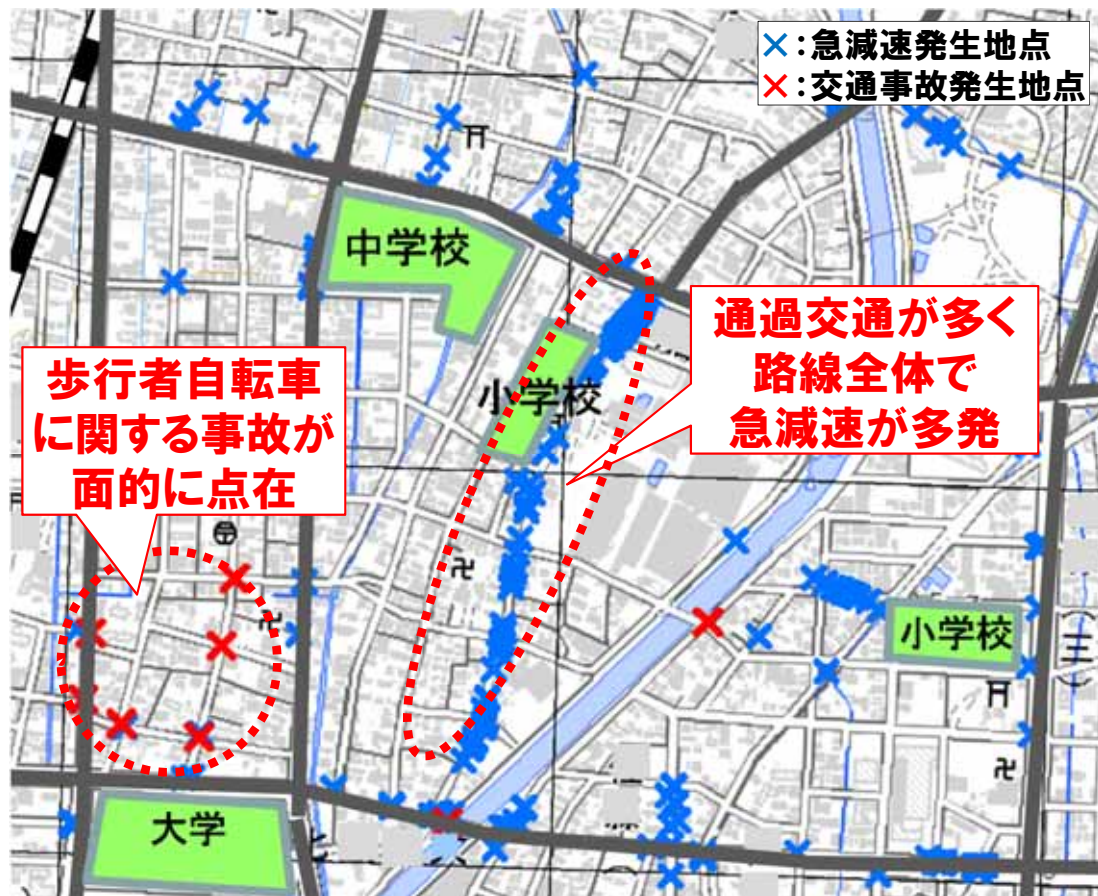 ×:急減速発生地点
×:交通事故発生地点
中学校
通過交通が多く
路線全体で
急減速が多発
小学校
歩行者自転車
に関する事故が
面的に点在
小学校
大学